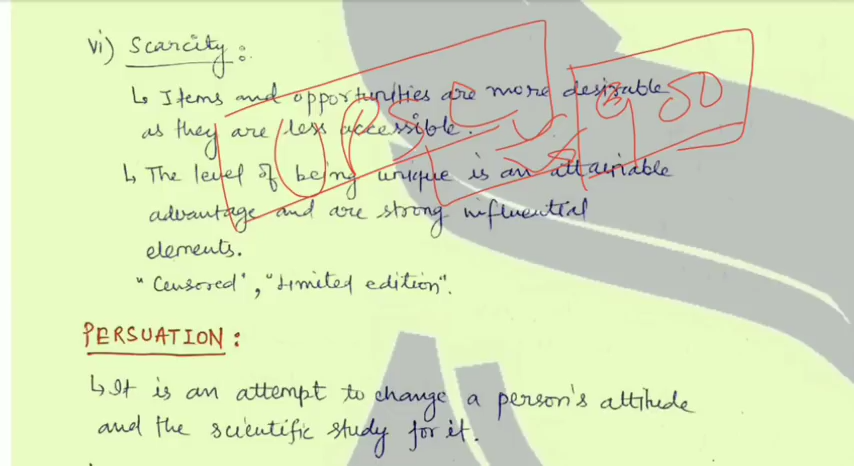 vi) Scarcity :
↳ Items and opportunities are more desirable
as they are less accessible.
↳ The level of being unique is an attainable
advantage and are strong influential
elements.
"Censored", "Limited edition".
PERSUATION :
↳ It is an attempt to change a person's attitude
and the scientific study for it.
UPSC